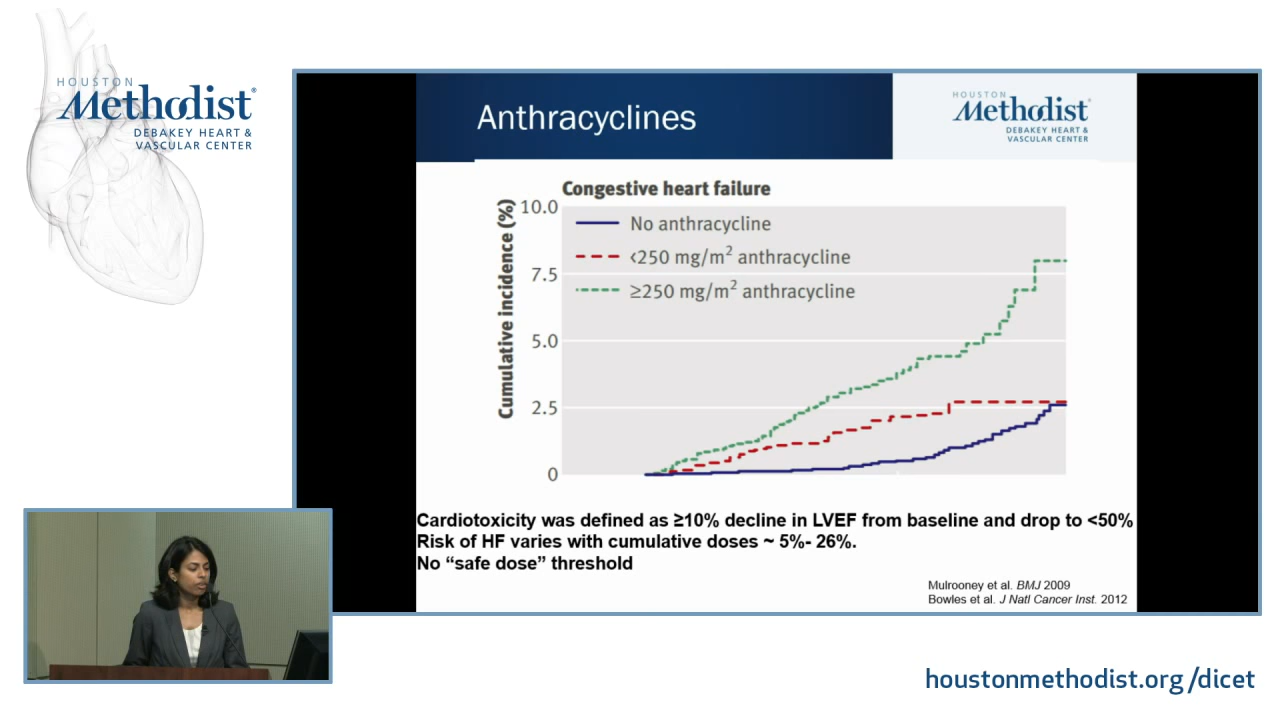 HOUSTON
Methodist®
DEBAKEY HEART &
VASCULAR CENTER
Anthracyclines
HOUSTON
Methodist®
DEBAKEY HEART &
VASCULAR CENTER
Congestive heart failure
Cumulative incidence (%)
10.0
7.5
5.0
2.5
0
No anthracycline
<250 mg/m² anthracycline
≥250 mg/m² anthracycline
Cardiotoxicity was defined as ≥10% decline in LVEF from baseline and drop to <50%
Risk of HF varies with cumulative doses ~ 5%- 26%.
No “safe dose” threshold
Mulrooney et al. BMJ 2009
Bowles et al. J Natl Cancer Inst. 2012
houstonmethodist.org/dicet